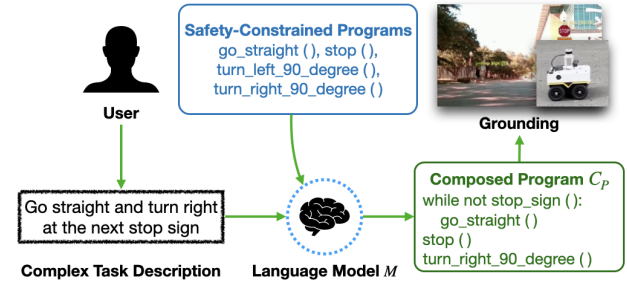 Safety-Constrained Programs
go_straight ( ), stop ( ),
turn_left_90_degree ( ),
turn_right_90_degree ( )
User
Grounding
Go straight and turn right
at the next stop sign
Complex Task Description
Language Model M
Composed Program C_P
while not stop_sign ( ):
go_straight ( )
stop ( )
turn_right_90_degree ( )